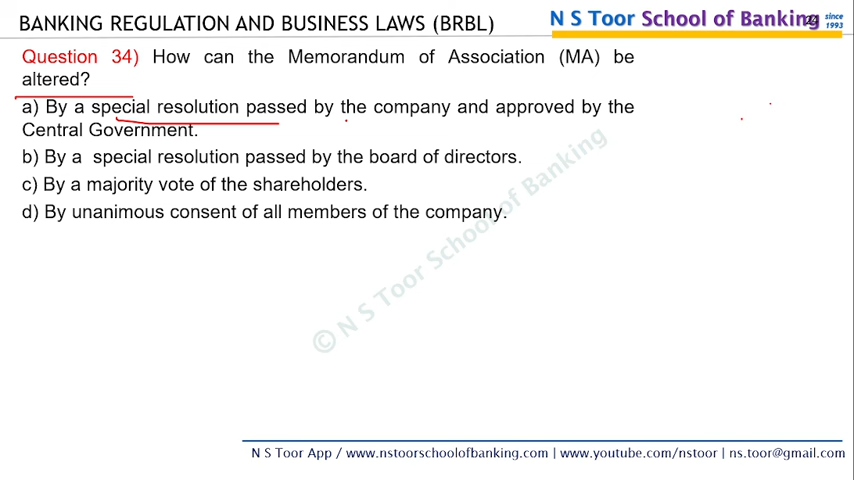 BANKING REGULATION AND BUSINESS LAWS (BRBL)
N S Toor School of Banking since 1993
Question 34) How can the Memorandum of Association (MA) be
altered?
a) By a special resolution passed by the company and approved by the
Central Government.
b) By a special resolution passed by the board of directors.
c) By a majority vote of the shareholders.
d) By unanimous consent of all members of the company.
© N S Toor School of Banking
N S Toor App / www.nstoorschoolofbanking.com | www.youtube.com/nstoor | ns.toor@gmail.com